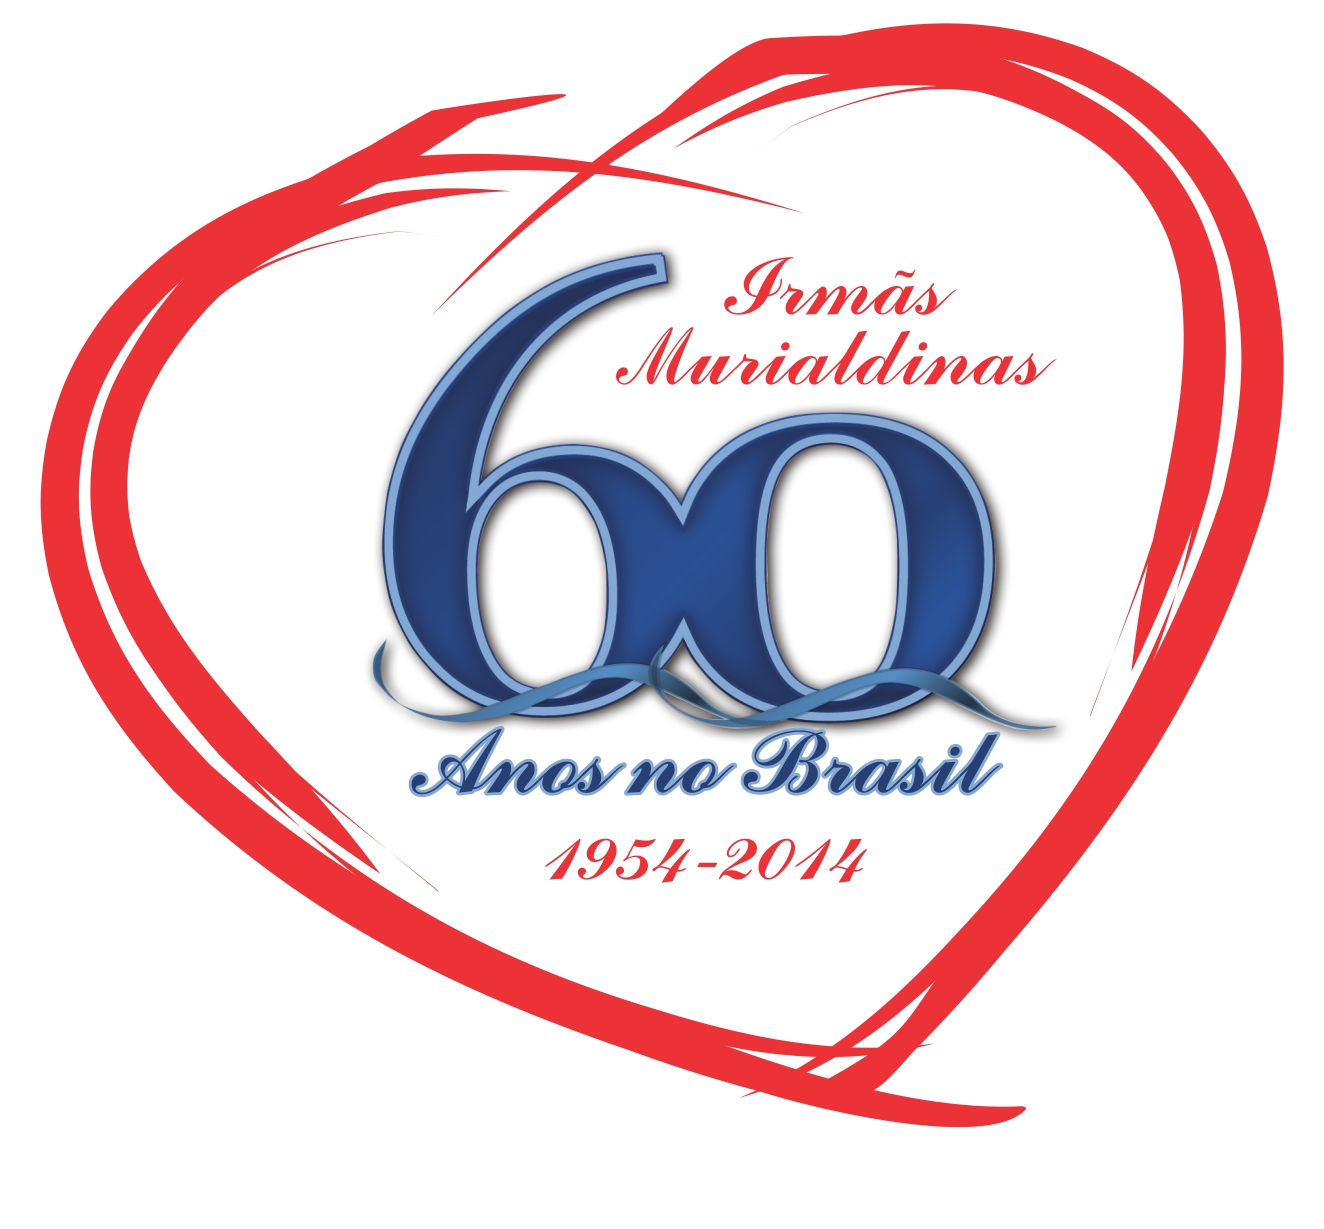 Irmãs
Murialdinas
60
Anos no Brasil
1954-2014